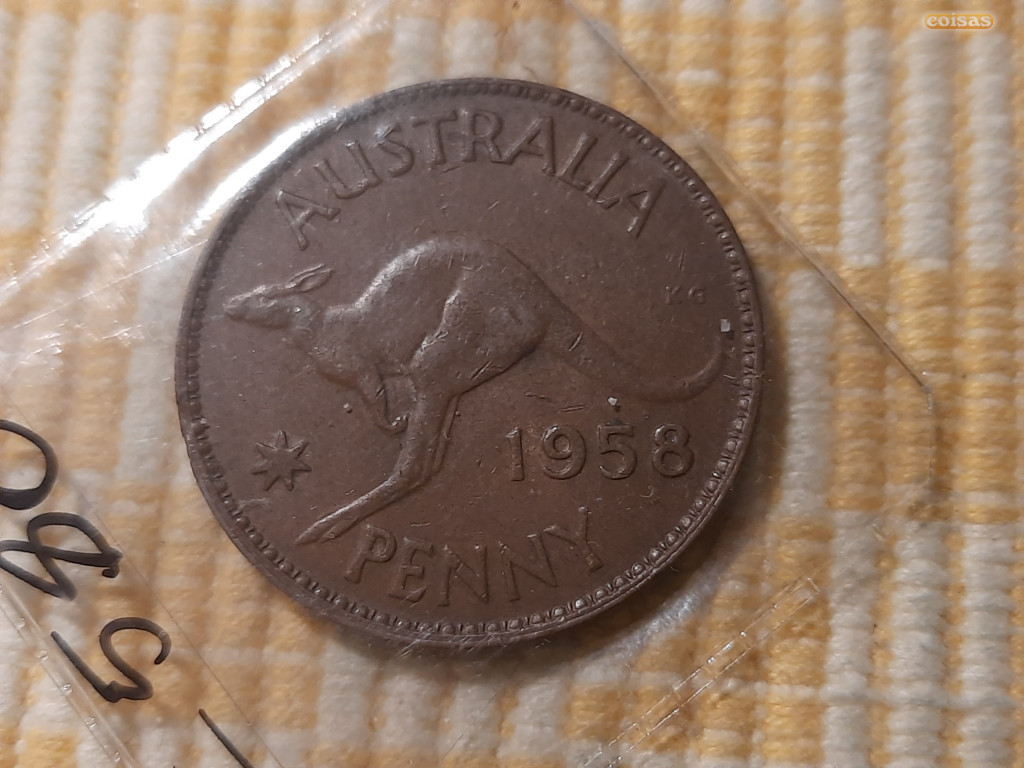 coisas
AUSTRALIA
KG
1958
PENNY